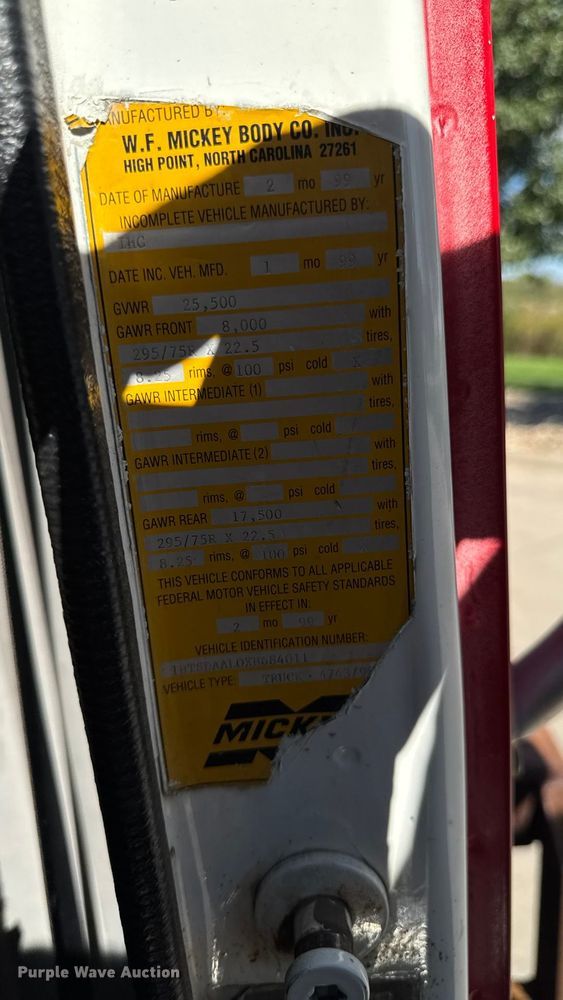 MANUFACTURED BY:
W.F. MICKEY BODY CO. INC.
HIGH POINT, NORTH CAROLINA 27261
DATE OF MANUFACTURE 2 mo 99 yr
INCOMPLETE VEHICLE MANUFACTURED BY:
IHC
DATE INC. VEH. MFD. 1 mo 99 yr
GVWR 25,500
GAWR FRONT 8,000 with
295/75R X 22.5 tires,
8.25 rims, @ 100 psi cold X
GAWR INTERMEDIATE (1) with
tires,
rims, @ psi cold
GAWR INTERMEDIATE (2) with
tires,
rims, @ psi cold
GAWR REAR 17,500 with
295/75R X 22.5 tires,
8.25 rims, @ 100 psi cold X
THIS VEHICLE CONFORMS TO ALL APPLICABLE
FEDERAL MOTOR VEHICLE SAFETY STANDARDS
IN EFFECT IN:
2 mo 99 yr
VEHICLE IDENTIFICATION NUMBER:
VEHICLE TYPE: TRUCK
MICKEY
Purple Wave Auction